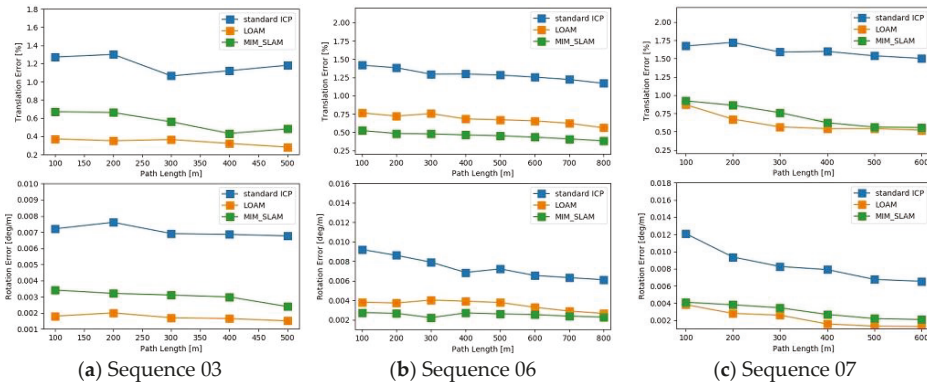 1.8
1.6
1.4
1.2
1.0
0.8
0.6
0.4
0.2
Translation Error [%]
standard ICP
LOAM
MIM_SLAM
100 150 200 250 300 350 400 450 500
Path Length [m]
2.00
1.75
1.50
1.25
1.00
0.75
0.50
0.25
Translation Error [%]
standard ICP
LOAM
MIM_SLAM
100 200 300 400 500 600 700 800
Path Length [m]
2.00
1.75
1.50
1.25
1.00
0.75
0.50
0.25
Translation Error [%]
standard ICP
LOAM
MIM_SLAM
100 200 300 400 500 600
Path Length [m]
0.010
0.009
0.008
0.007
0.006
0.005
0.004
0.003
0.002
0.001
Rotation Error [deg/m]
standard ICP
LOAM
MIM_SLAM
100 150 200 250 300 350 400 450 500
Path Length [m]
0.016
0.014
0.012
0.010
0.008
0.006
0.004
0.002
Rotation Error [deg/m]
standard ICP
LOAM
MIM_SLAM
100 200 300 400 500 600 700 800
Path Length [m]
0.018
0.016
0.014
0.012
0.010
0.008
0.006
0.004
0.002
Rotation Error [deg/m]
standard ICP
LOAM
MIM_SLAM
100 200 300 400 500 600
Path Length [m]
(a) Sequence 03
(b) Sequence 06
(c) Sequence 07